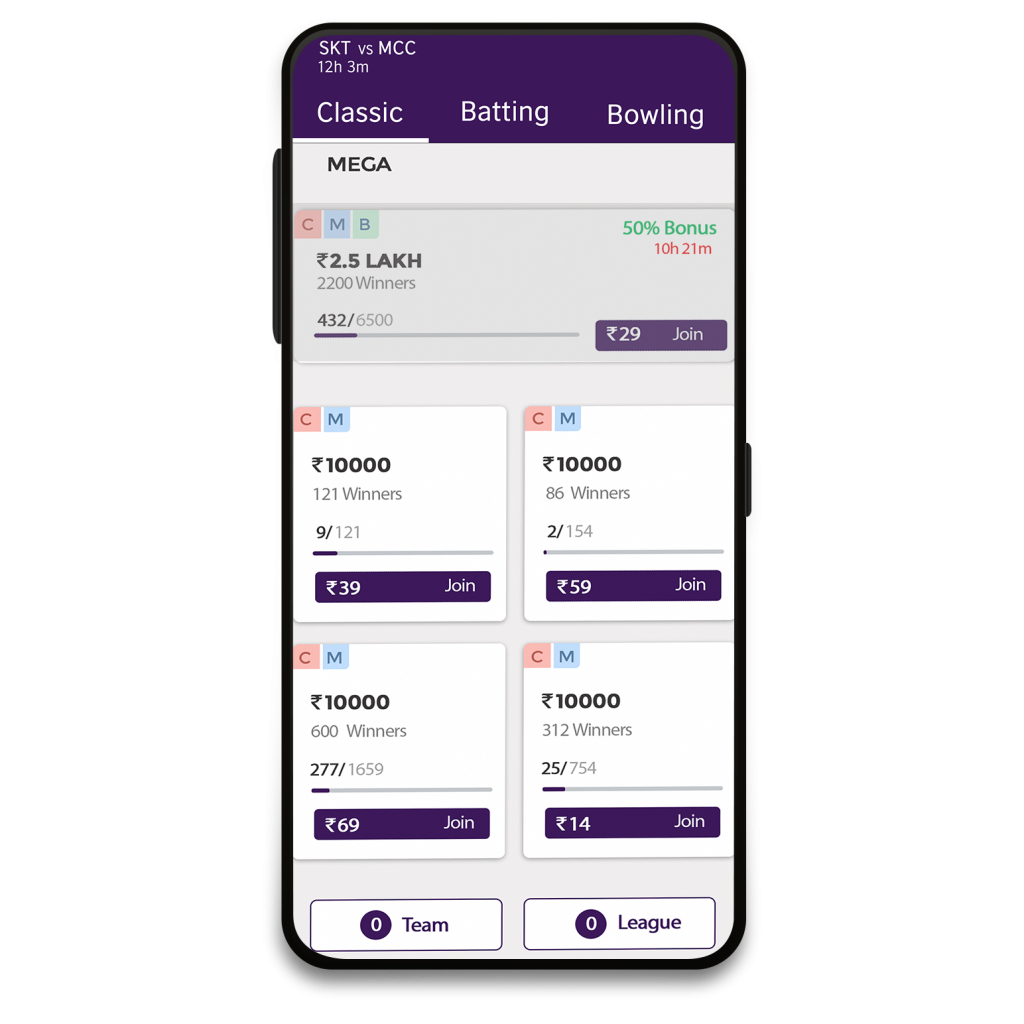 SKT vs MCC
12h 3m
Classic Batting Bowling
MEGA
C M B
50% Bonus
10h 21m
₹2.5 LAKH
2200 Winners
432/6500
₹29 Join
C M
₹10000
121 Winners
9/121
₹39 Join
C M
₹10000
86 Winners
2/154
₹59 Join
C M
₹10000
600 Winners
277/1659
₹69 Join
C M
₹10000
312 Winners
25/754
₹14 Join
0 Team
0 League